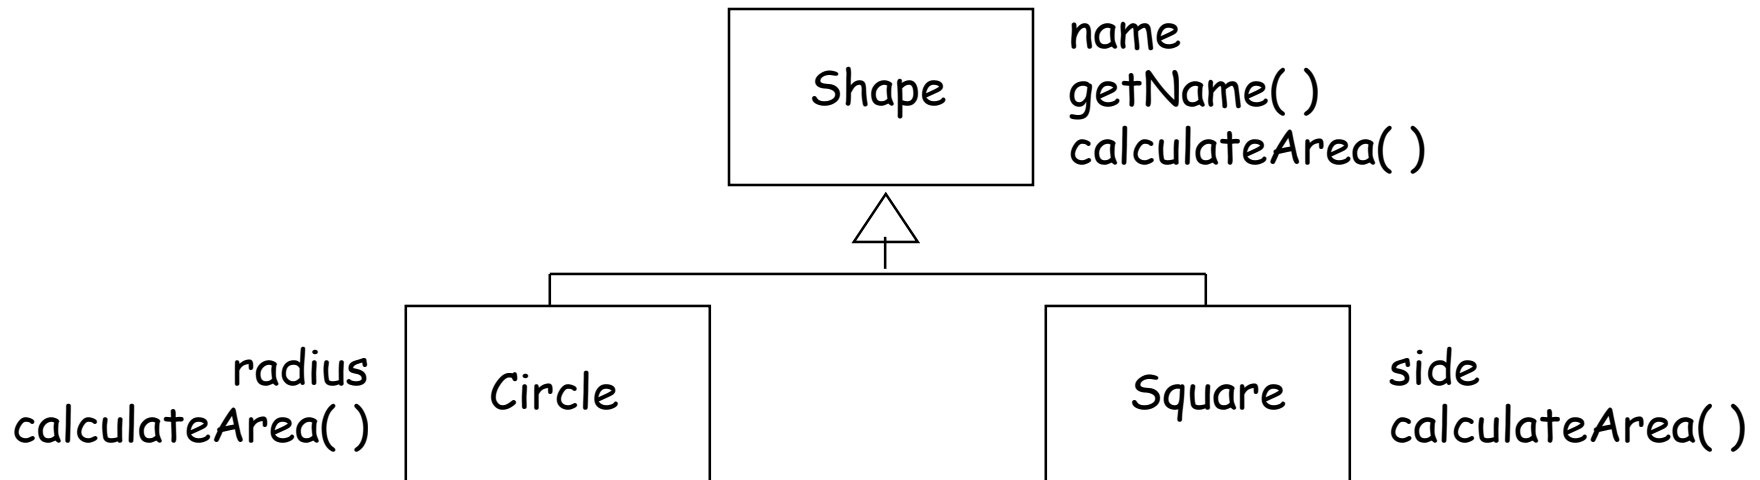 Shape
name
getName( )
calculateArea( )
radius
calculateArea( )
Circle
Square
side
calculateArea( )